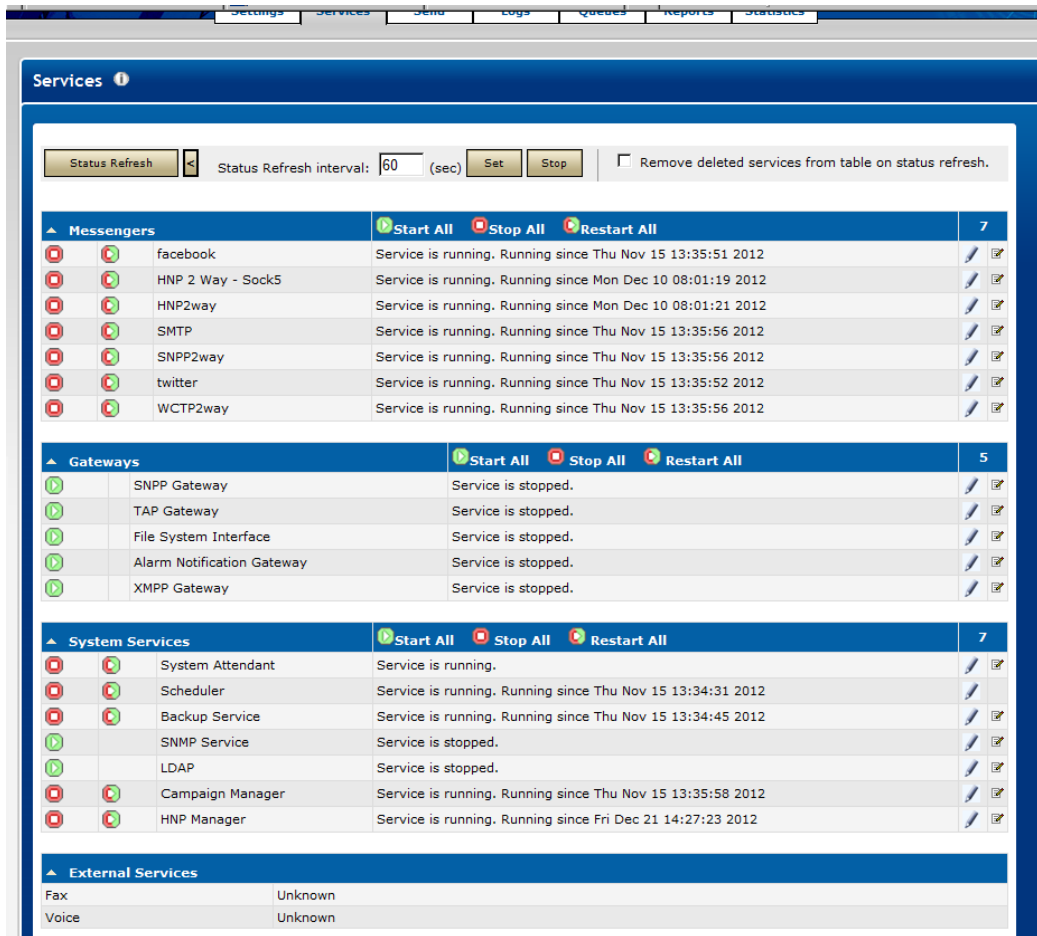 Settings Services Send Logs Queues Reports Statistics
Services
Status Refresh < Status Refresh interval: 60 (sec) Set Stop Remove deleted services from table on status refresh.
Messengers Start All Stop All Restart All 7
facebook Service is running. Running since Thu Nov 15 13:35:51 2012
HNP 2 Way - Sock5 Service is running. Running since Mon Dec 10 08:01:19 2012
HNP2way Service is running. Running since Mon Dec 10 08:01:21 2012
SMTP Service is running. Running since Thu Nov 15 13:35:56 2012
SNPP2way Service is running. Running since Thu Nov 15 13:35:56 2012
twitter Service is running. Running since Thu Nov 15 13:35:52 2012
WCTP2way Service is running. Running since Thu Nov 15 13:35:56 2012
Gateways Start All Stop All Restart All 5
SNPP Gateway Service is stopped.
TAP Gateway Service is stopped.
File System Interface Service is stopped.
Alarm Notification Gateway Service is stopped.
XMPP Gateway Service is stopped.
System Services Start All Stop All Restart All 7
System Attendant Service is running.
Scheduler Service is running. Running since Thu Nov 15 13:34:31 2012
Backup Service Service is running. Running since Thu Nov 15 13:34:45 2012
SNMP Service Service is stopped.
LDAP Service is stopped.
Campaign Manager Service is running. Running since Thu Nov 15 13:35:58 2012
HNP Manager Service is running. Running since Fri Dec 21 14:27:23 2012
External Services
Fax Unknown
Voice Unknown